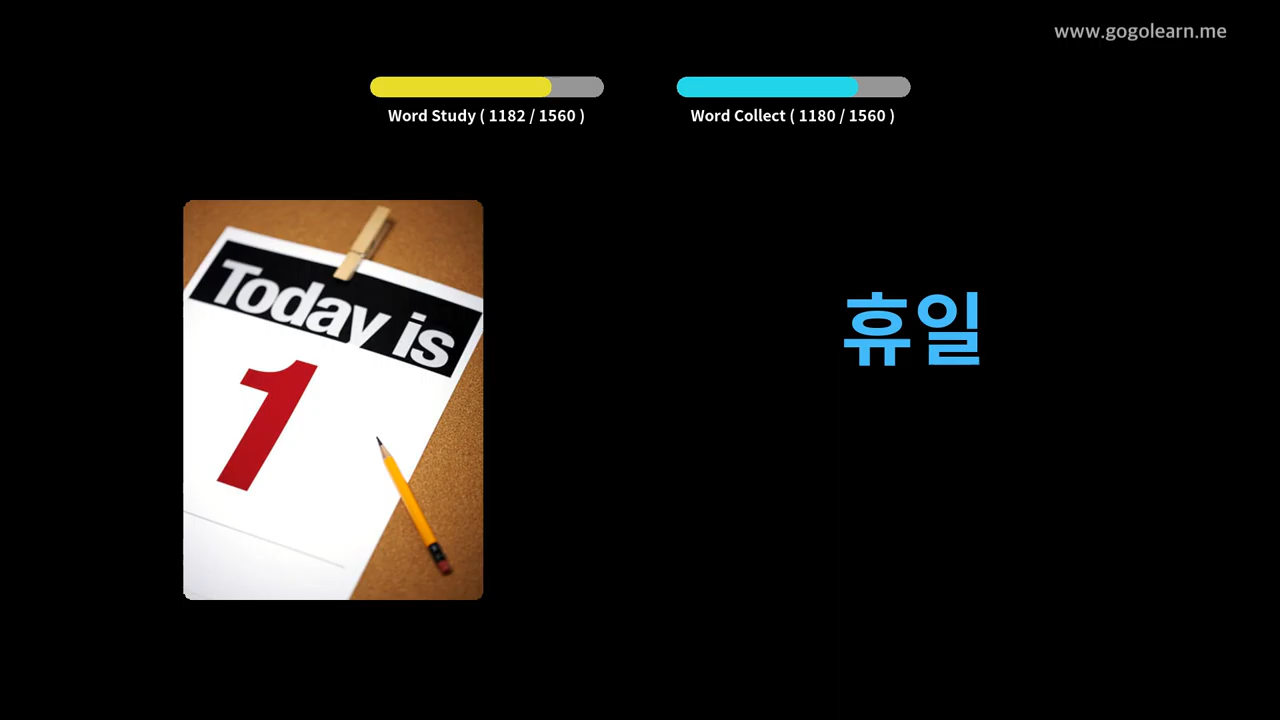 www.gogolearn.me
Word Study ( 1182 / 1560 )
Word Collect ( 1180 / 1560 )
Today is
1
휴일